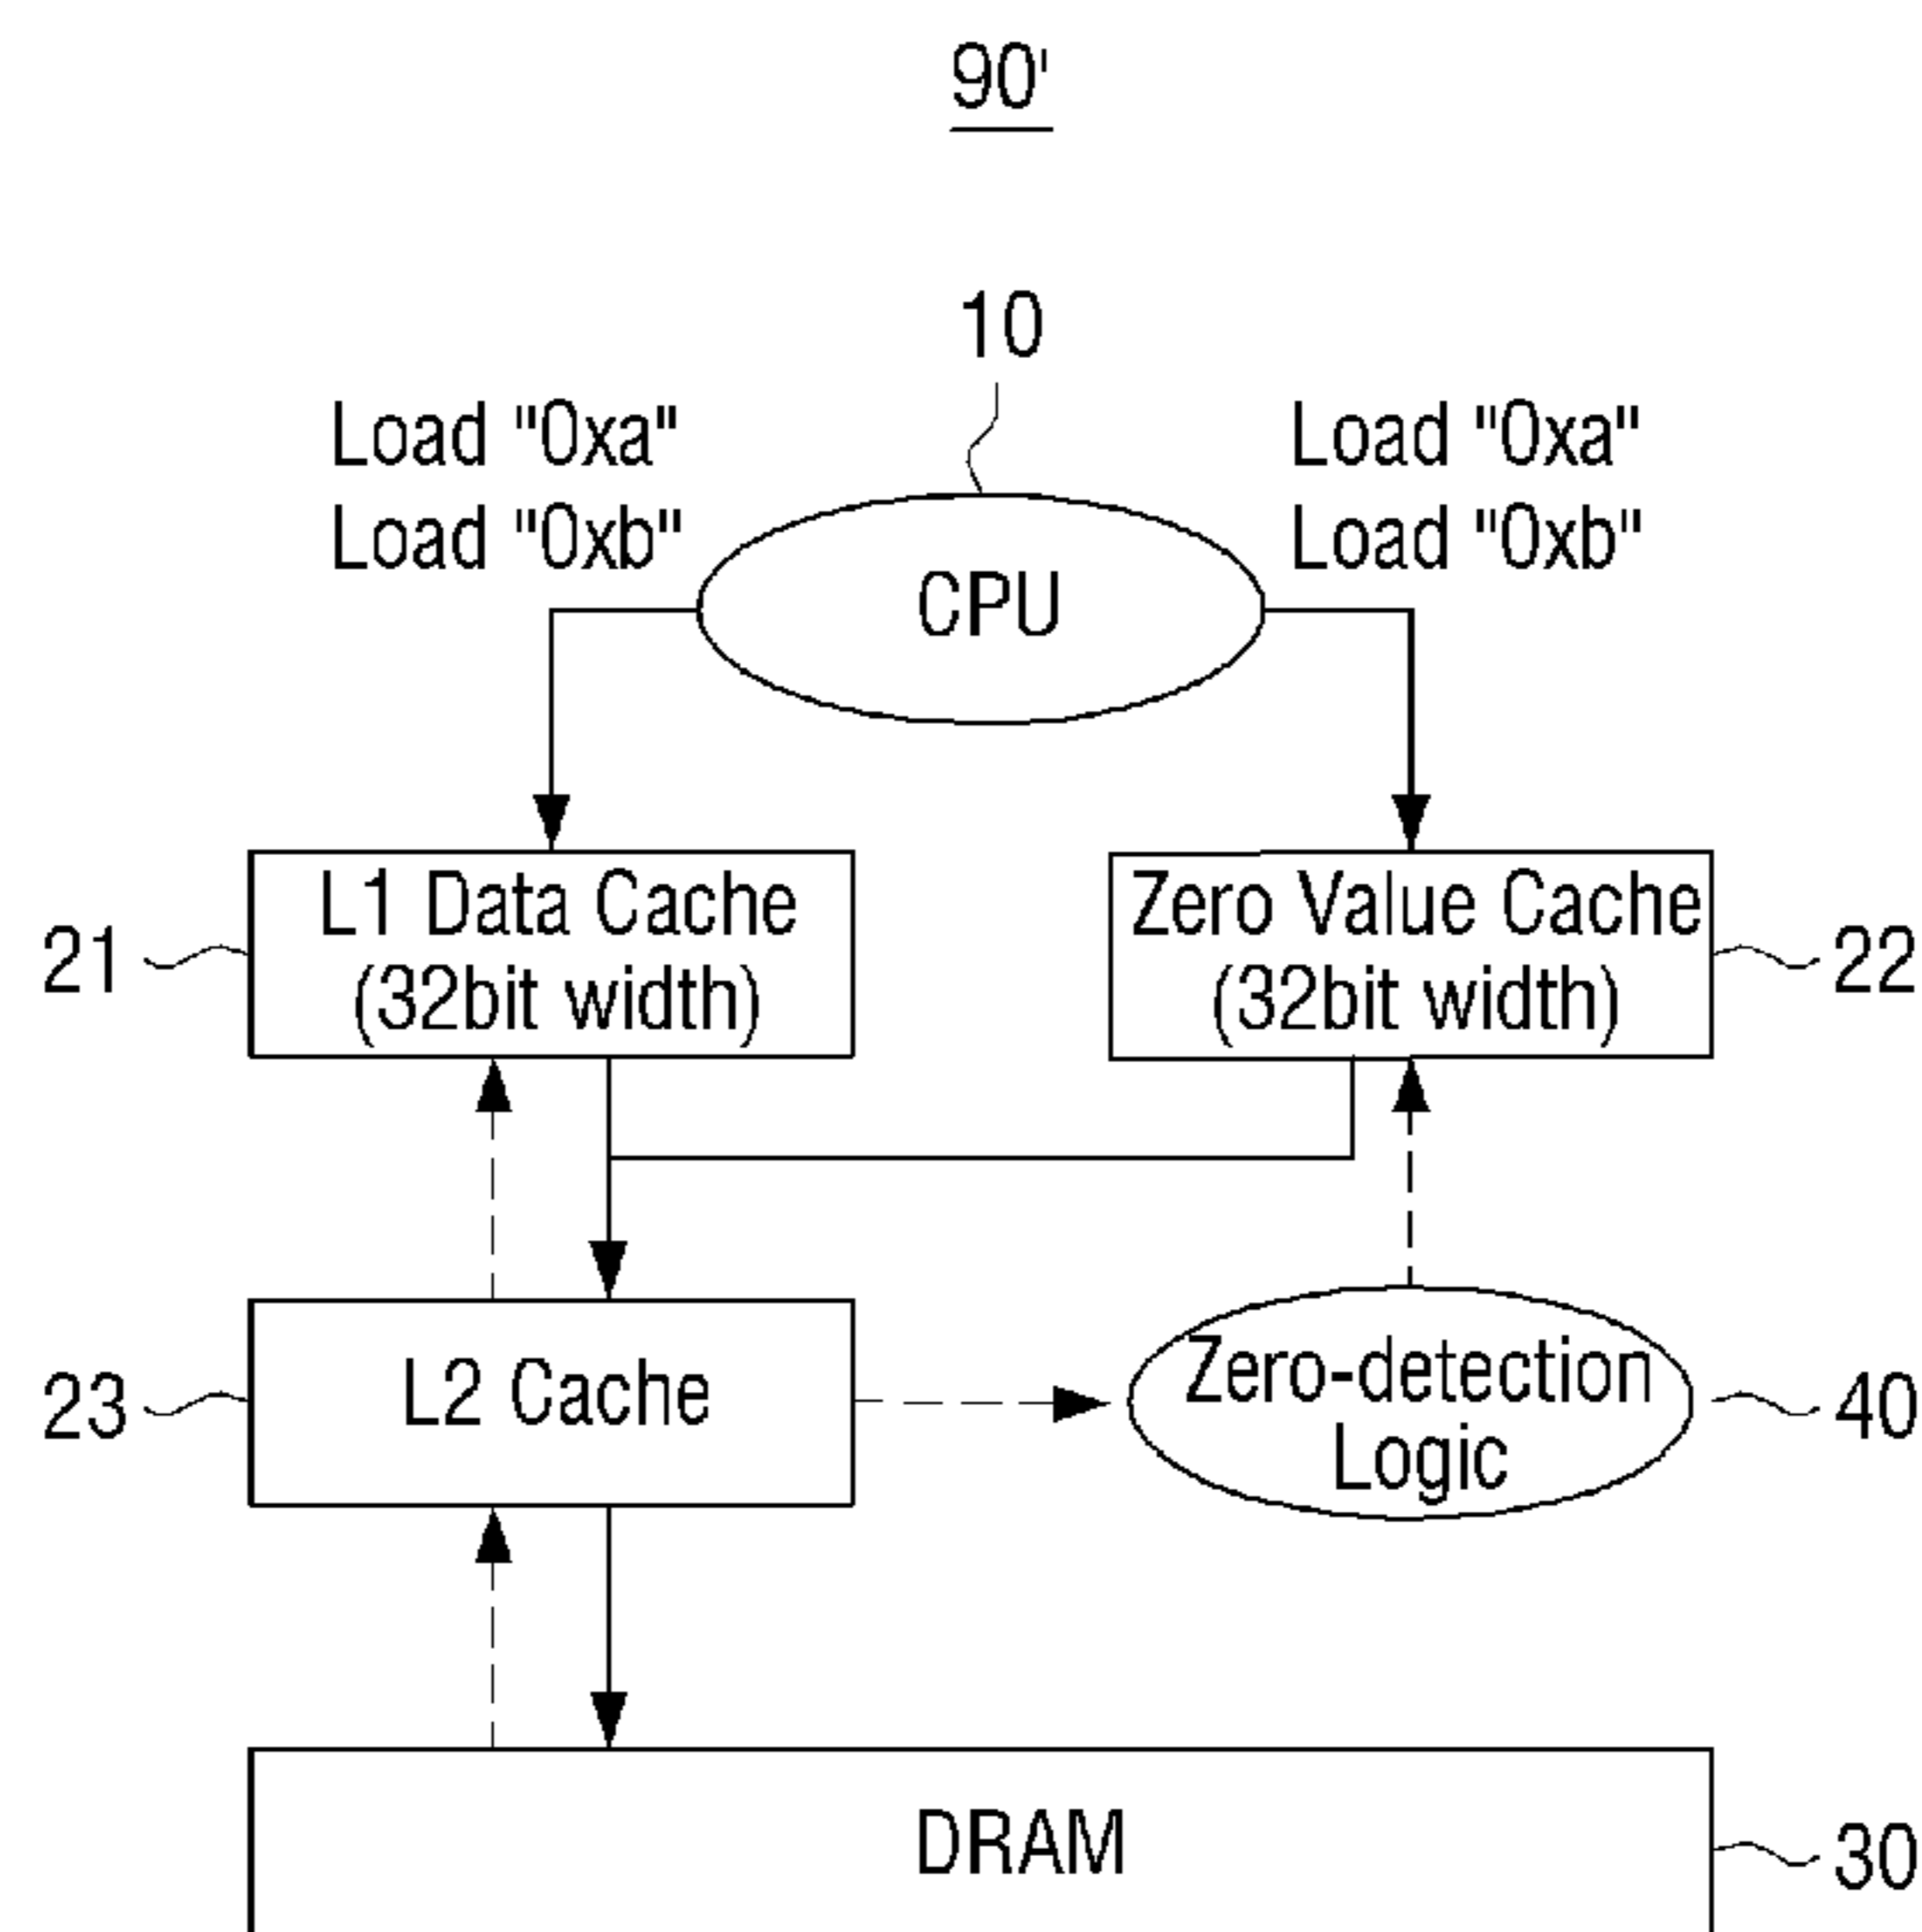 90'
10
Load "0xa"
Load "0xb"
Load "0xa"
Load "0xb"
CPU
L1 Data Cache
(32bit width)
21
Zero Value Cache
(32bit width)
22
L2 Cache
23
Zero-detection
Logic
40
DRAM
30